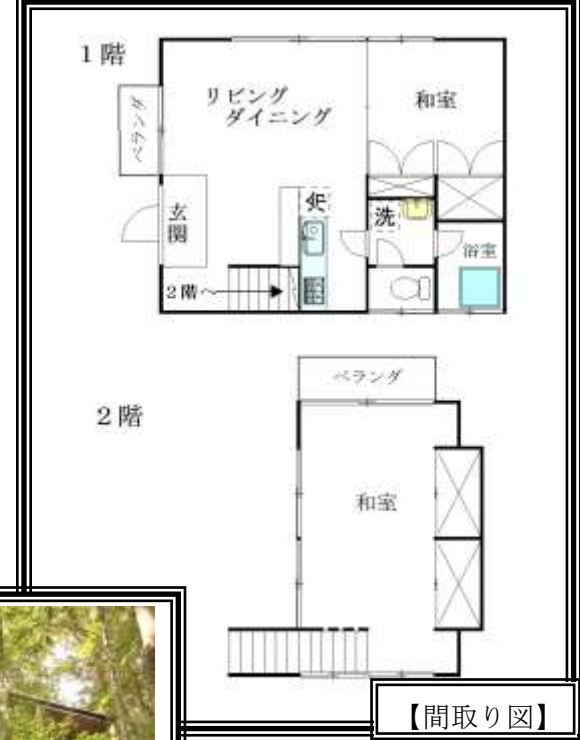 1階
リビング
ダイニング
和室
ベランダ
玄関
冷
洗
浴室
2階~
ベランダ
2階
和室
【間取り図】